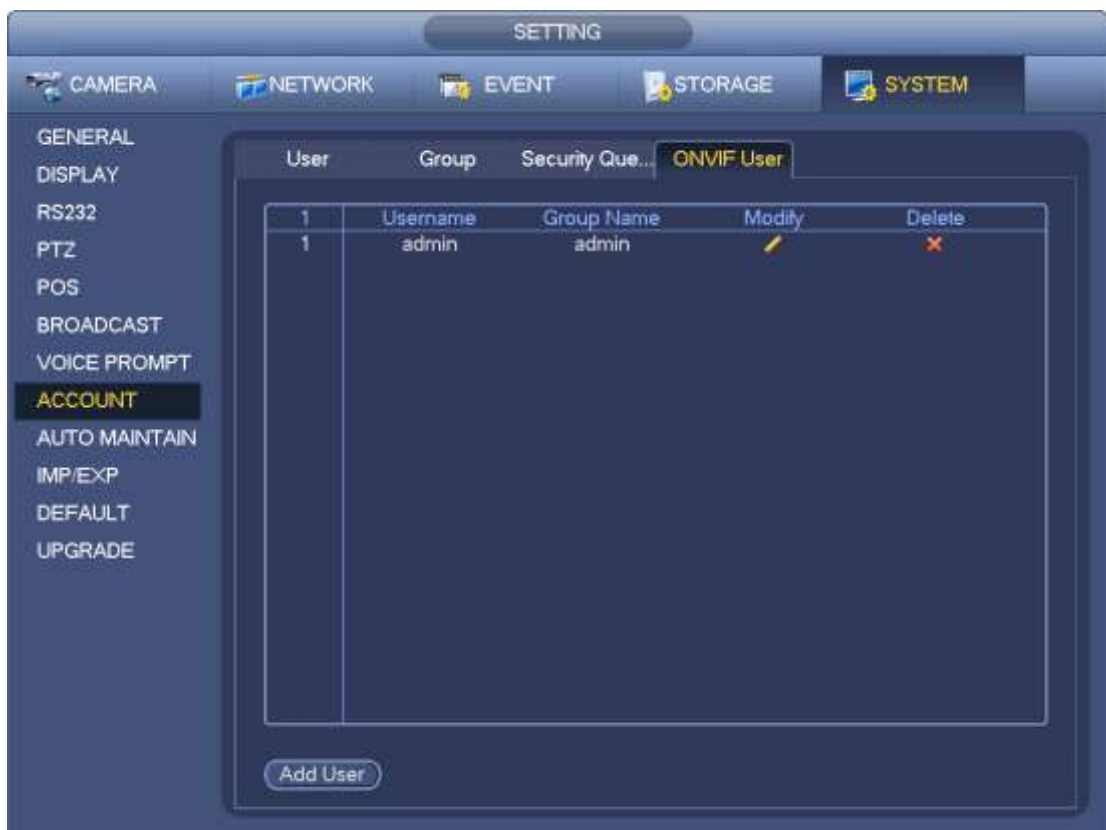 SETTING
CAMERA NETWORK EVENT STORAGE SYSTEM
GENERAL
DISPLAY
RS232
PTZ
POS
BROADCAST
VOICE PROMPT
ACCOUNT
AUTO MAINTAIN
IMP/EXP
DEFAULT
UPGRADE
User Group Security Que... ONVIF User
1 Username Group Name Modify Delete
1 admin admin
Add User